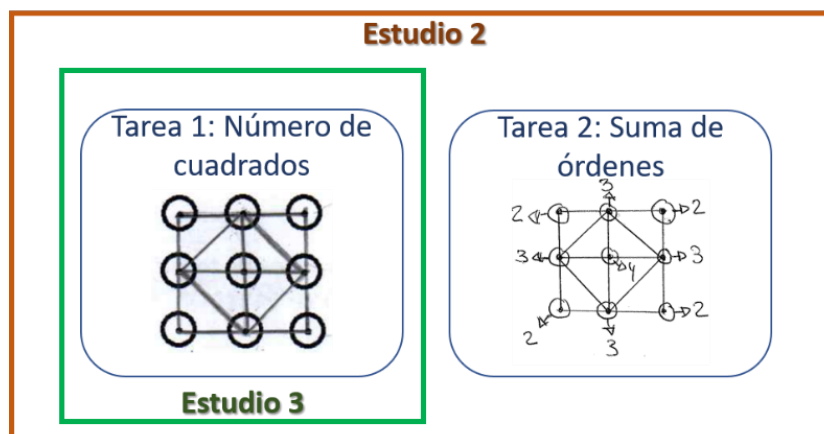 Estudio 2
Tarea 1: Número de
cuadrados
Estudio 3
Tarea 2: Suma de
órdenes
3
2
2
3
3
4
2
2
3